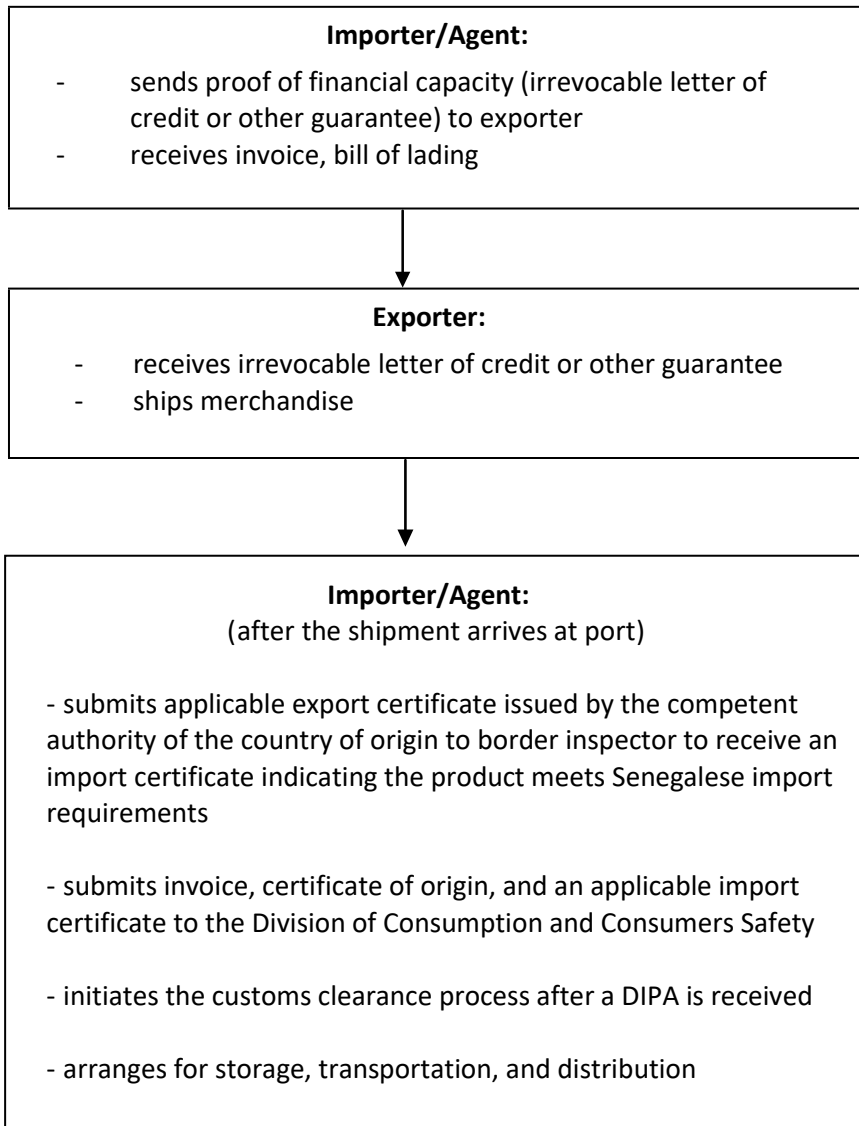 Importer/Agent:
- sends proof of financial capacity (irrevocable letter of
credit or other guarantee) to exporter
- receives invoice, bill of lading
Exporter:
- receives irrevocable letter of credit or other guarantee
- ships merchandise
Importer/Agent:
(after the shipment arrives at port)
- submits applicable export certificate issued by the competent
authority of the country of origin to border inspector to receive an
import certificate indicating the product meets Senegalese import
requirements
- submits invoice, certificate of origin, and an applicable import
certificate to the Division of Consumption and Consumers Safety
- initiates the customs clearance process after a DIPA is received
- arranges for storage, transportation, and distribution